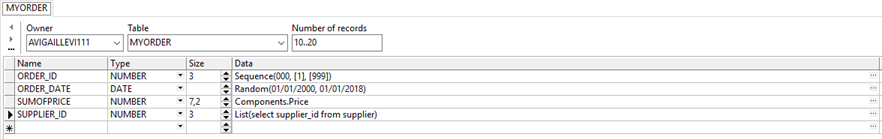 MYORDER
Owner Table Number of records
AVIGAILLEVI111 MYORDER 10..20
Name Type Size Data
ORDER_ID NUMBER 3 Sequence(000, [1], [999]) ...
ORDER_DATE DATE Random(01/01/2000, 01/01/2018) ...
SUMOFPRICE NUMBER 7,2 Components.Price ...
SUPPLIER_ID NUMBER 3 List(select supplier_id from supplier) ...
...